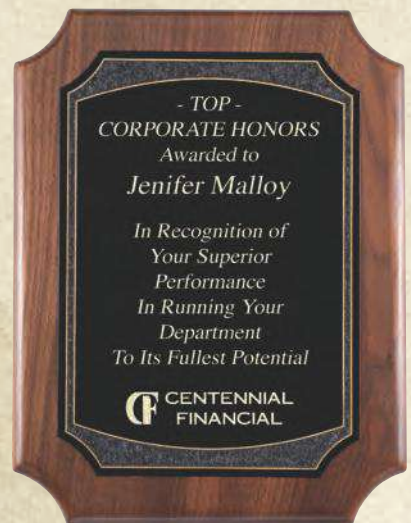 - TOP -
CORPORATE HONORS
Awarded to
Jenifer Malloy
In Recognition of
Your Superior
Performance
In Running Your
Department
To Its Fullest Potential
CF CENTENNIAL
FINANCIAL